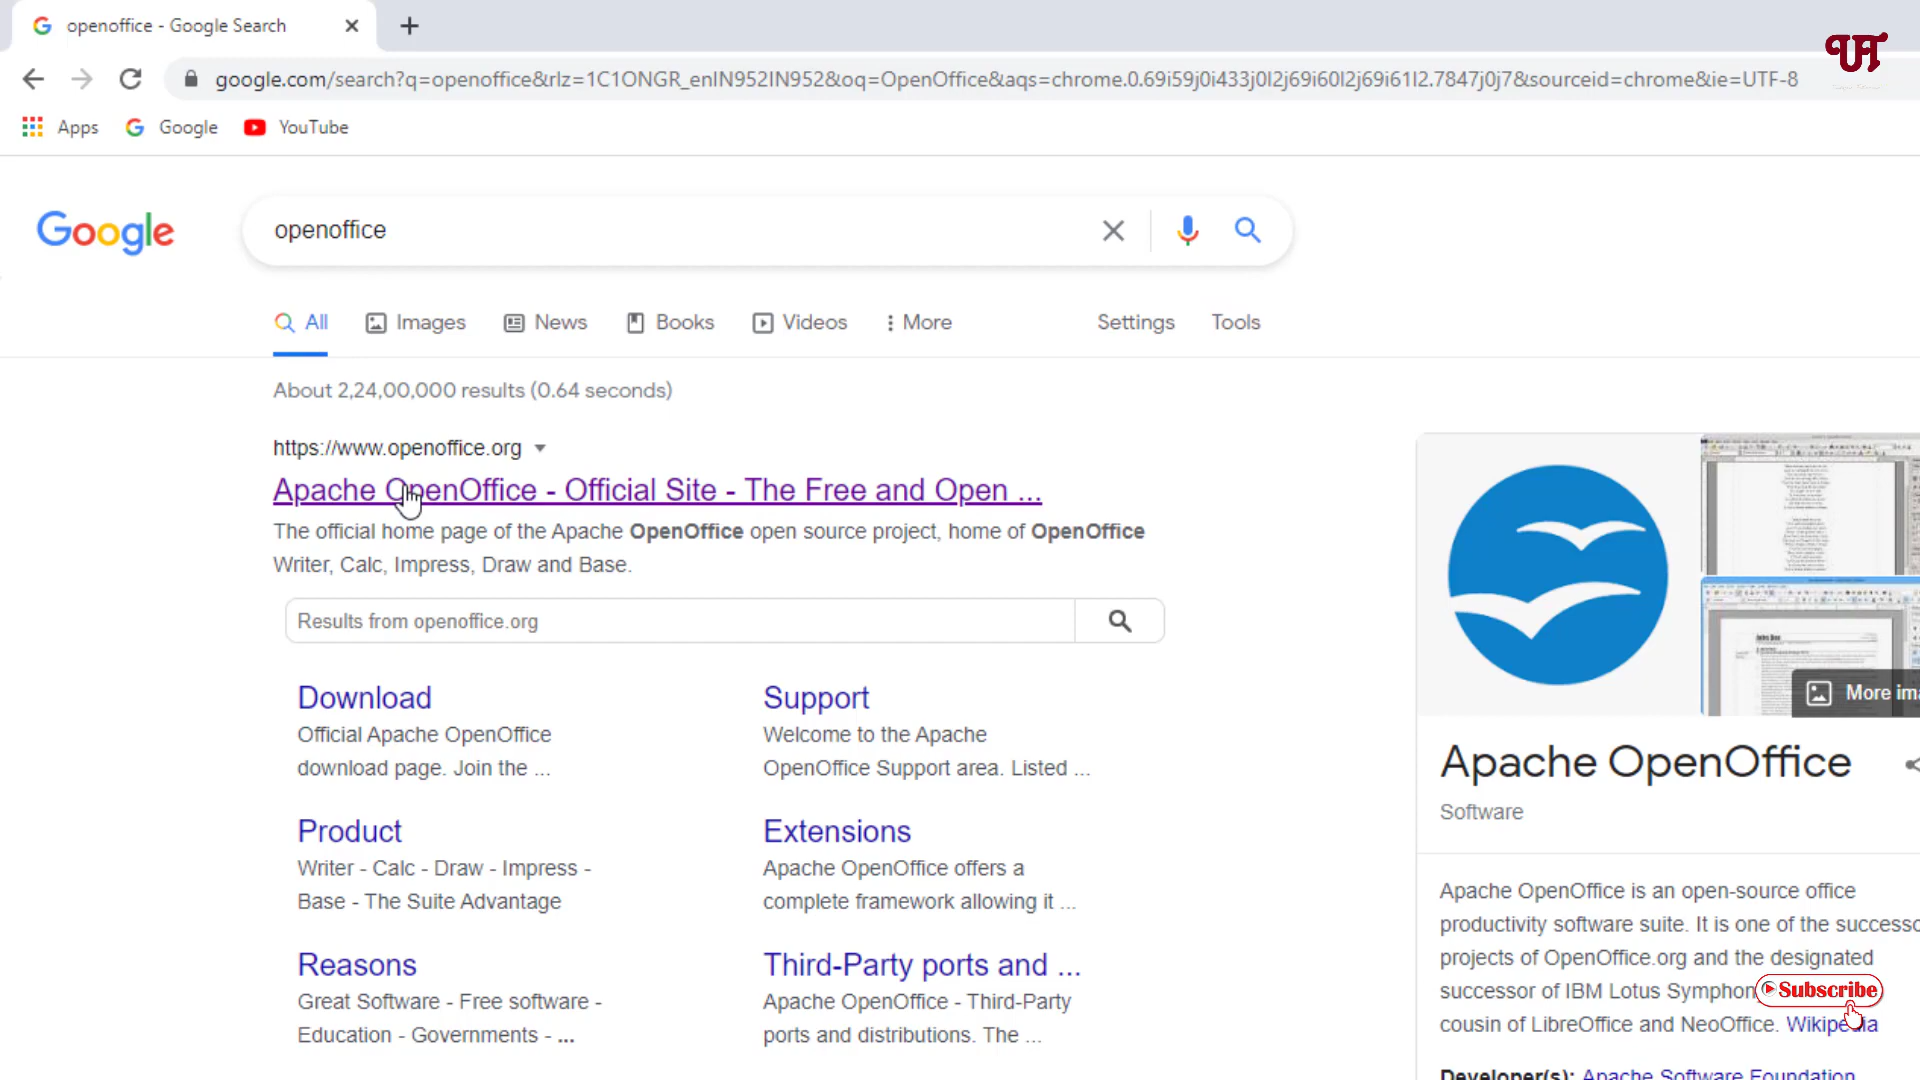 openoffice - Google Search
UT
google.com/search?q=openoffice&rlz=1C1ONGR_enIN952IN952&oq=OpenOffice&aqs=chrome.0.69i59j0i433j0l2j69i60l2j69i61l2.7847j0j7&sourceid=chrome&ie=UTF-8
Apps Google YouTube
Google
openoffice
All Images News Books Videos More Settings Tools
About 2,24,00,000 results (0.64 seconds)
https://www.openoffice.org
Apache OpenOffice - Official Site - The Free and Open ...
The official home page of the Apache OpenOffice open source project, home of OpenOffice
Writer, Calc, Impress, Draw and Base.
Results from openoffice.org
Download
Official Apache OpenOffice
download page. Join the ...
Support
Welcome to the Apache
OpenOffice Support area. Listed ...
Product
Writer - Calc - Draw - Impress -
Base - The Suite Advantage
Extensions
Apache OpenOffice offers a
complete framework allowing it ...
Reasons
Great Software - Free software -
Education - Governments - ...
Third-Party ports and ...
Apache OpenOffice - Third-Party
ports and distributions. The ...
More ima
Apache OpenOffice
Software
Apache OpenOffice is an open-source office
productivity software suite. It is one of the successo
projects of OpenOffice.org and the designated
successor of IBM Lotus Symphon
Subscribe
cousin of LibreOffice and NeoOffice. Wikipedia
Developer(s): Apache Software Foundation